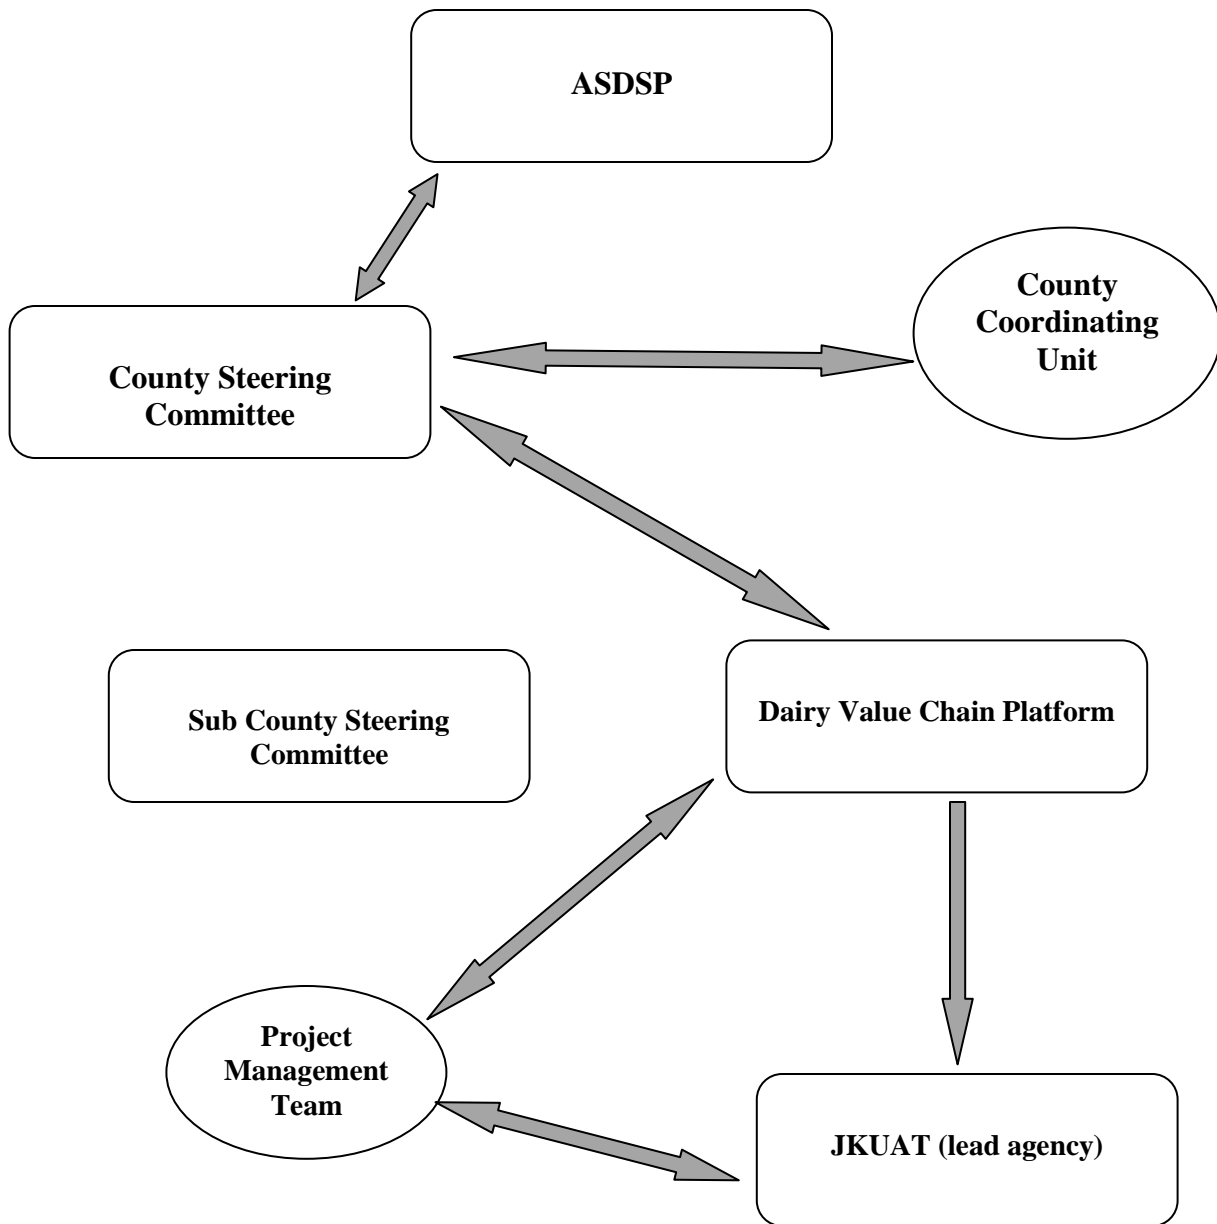 ASDSP
County
Coordinating
Unit
County Steering
Committee
Sub County Steering
Committee
Dairy Value Chain Platform
Project
Management
Team
JKUAT (lead agency)